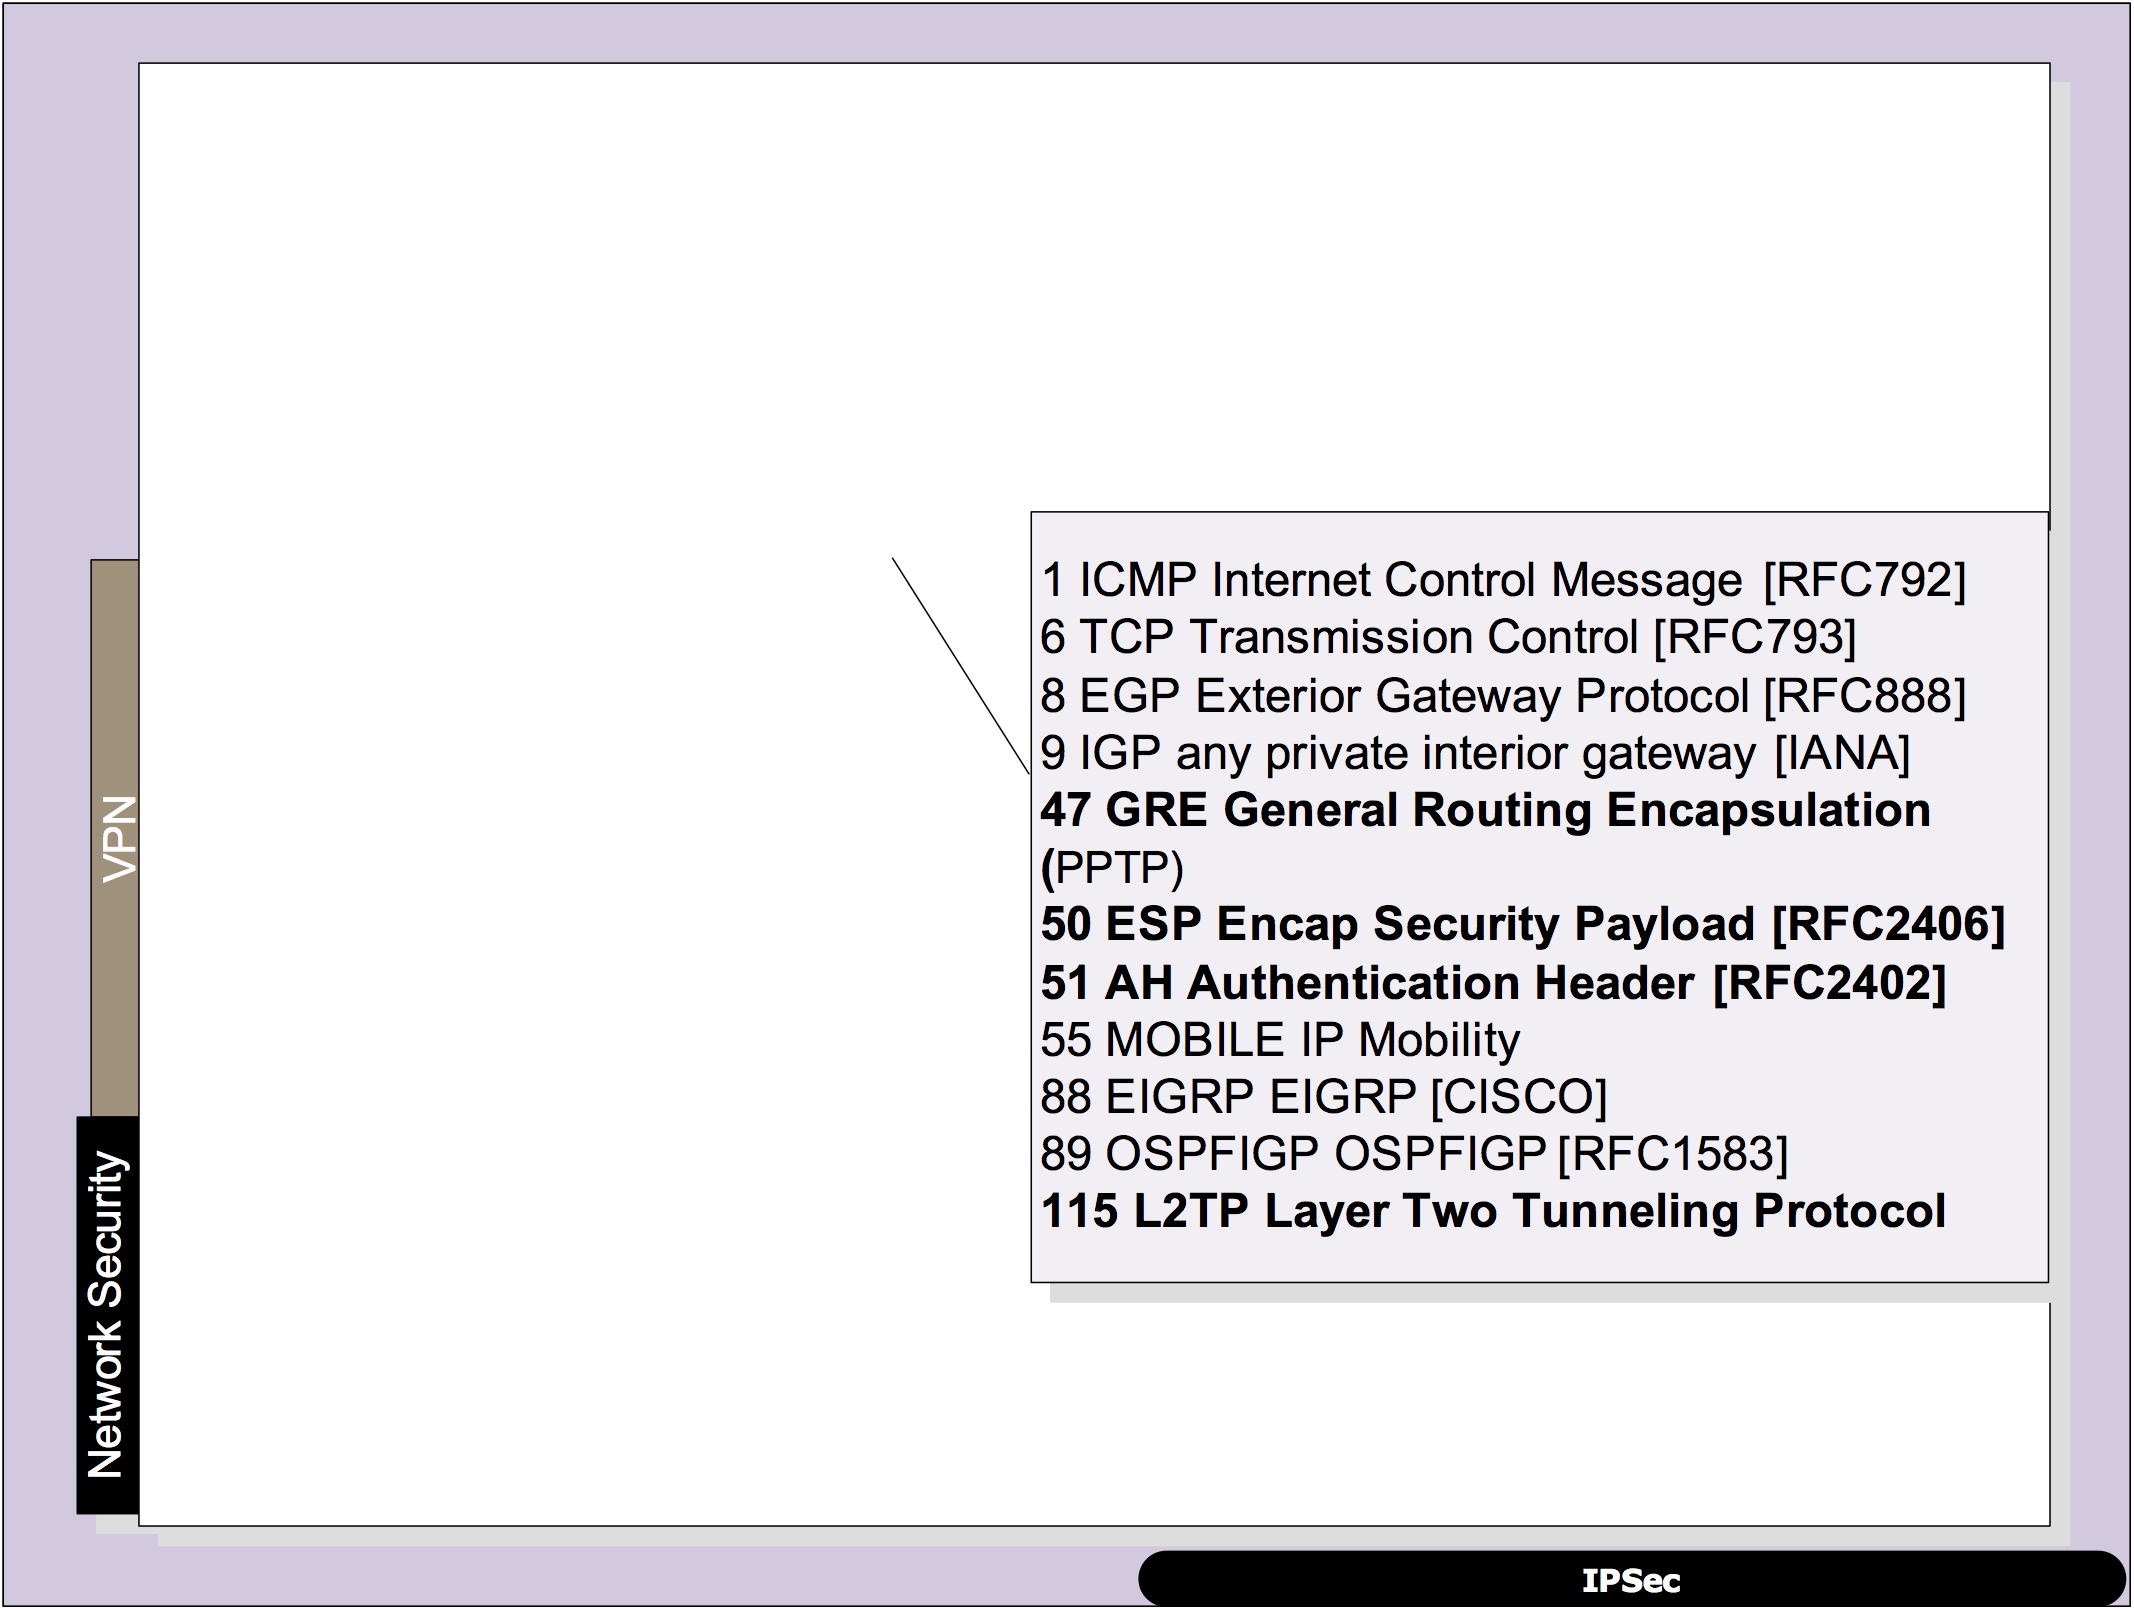 1 ICMP Internet Control Message [RFC792]
6 TCP Transmission Control [RFC793]
8 EGP Exterior Gateway Protocol [RFC888]
9 IGP any private interior gateway [IANA]
47 GRE General Routing Encapsulation
(PPTP)
50 ESP Encap Security Payload [RFC2406]
51 AH Authentication Header [RFC2402]
55 MOBILE IP Mobility
88 EIGRP EIGRP [CISCO]
89 OSPFIGP OSPFIGP [RFC1583]
115 L2TP Layer Two Tunneling Protocol
VPN
Network Security
IPSec